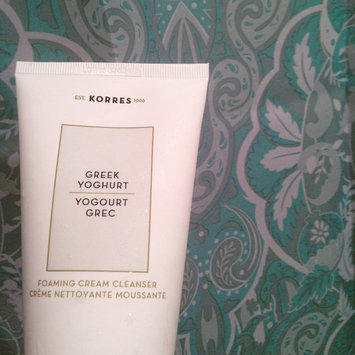 EST. KORRES 1996
GREEK
YOGHURT
YOGOURT
GREC
FOAMING CREAM CLEANSER
CRÈME NETTOYANTE MOUSSANTE